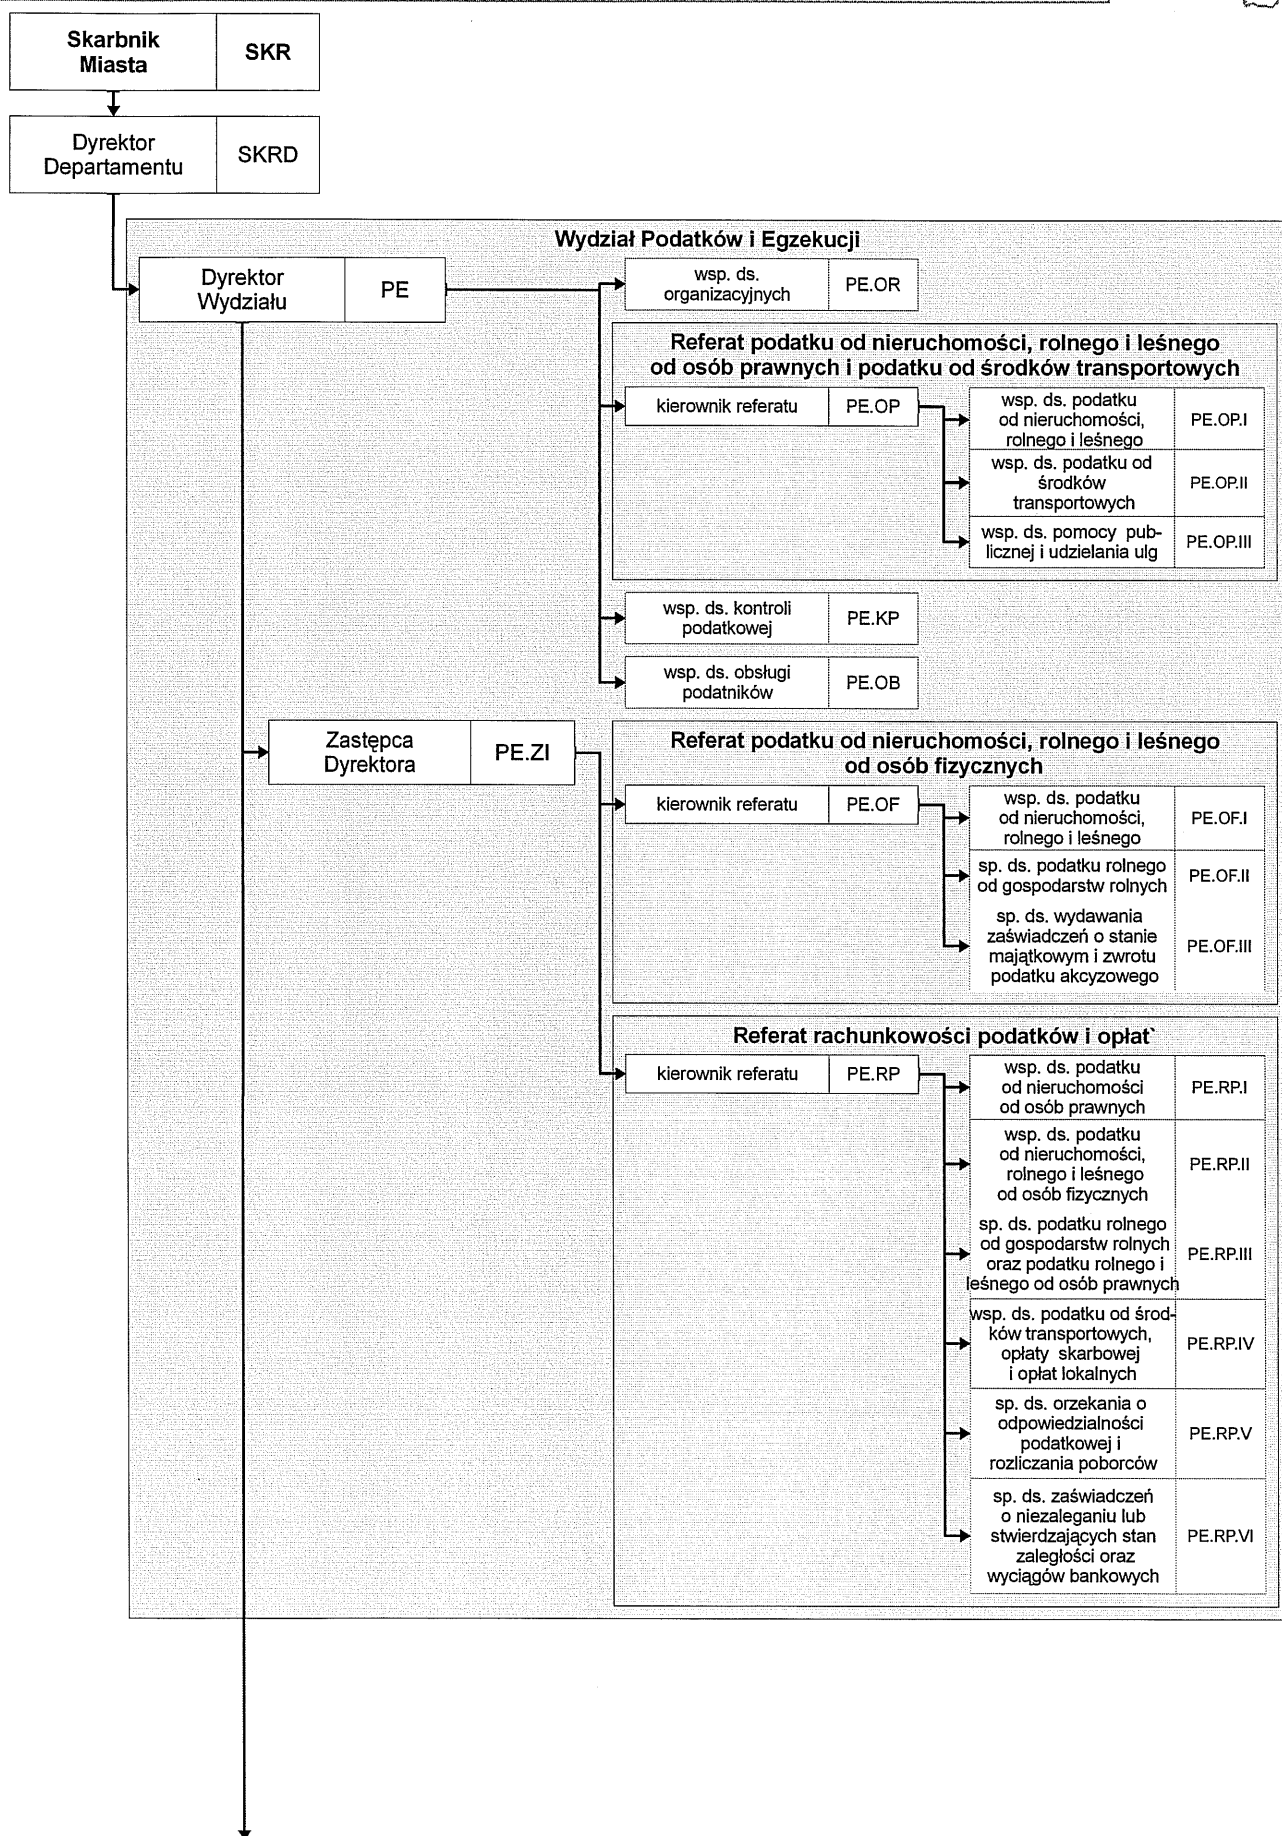 Skarbnik
Miasta
SKR
Dyrektor
Departamentu
SKRD
Wydział Podatków i Egzekucji
Dyrektor
Wydziału
PE
wsp. ds.
organizacyjnych
PE.OR
Referat podatku od nieruchomości, rolnego i leśnego
od osób prawnych i podatku od środków transportowych
kierownik referatu
PE.OP
wsp. ds. podatku
od nieruchomości,
rolnego i leśnego
PE.OP.I
wsp. ds. podatku od
środków
transportowych
PE.OP.II
wsp. ds. pomocy pub-
licznej i udzielania ulg
PE.OP.III
wsp. ds. kontroli
podatkowej
PE.KP
wsp. ds. obsługi
podatników
PE.OB
Zastępca
Dyrektora
PE.ZI
Referat podatku od nieruchomości, rolnego i leśnego
od osób fizycznych
kierownik referatu
PE.OF
wsp. ds. podatku
od nieruchomości,
rolnego i leśnego
PE.OF.I
sp. ds. podatku rolnego
od gospodarstw rolnych
PE.OF.II
sp. ds. wydawania
zaświadczeń o stanie
majątkowym i zwrotu
podatku akcyzowego
PE.OF.III
Referat rachunkowości podatków i opłat`
kierownik referatu
PE.RP
wsp. ds. podatku
od nieruchomości
od osób prawnych
PE.RP.I
wsp. ds. podatku
od nieruchomości,
rolnego i leśnego
od osób fizycznych
PE.RP.II
sp. ds. podatku rolnego
od gospodarstw rolnych
oraz podatku rolnego i
leśnego od osób prawnych
PE.RP.III
wsp. ds. podatku od środ-
ków transportowych,
opłaty skarbowej
i opłat lokalnych
PE.RP.IV
sp. ds. orzekania o
odpowiedzialności
podatkowej i
rozliczania poborców
PE.RP.V
sp. ds. zaświadczeń
o niezaleganiu lub
stwierdzających stan
zaległości oraz
wyciągów bankowych
PE.RP.VI